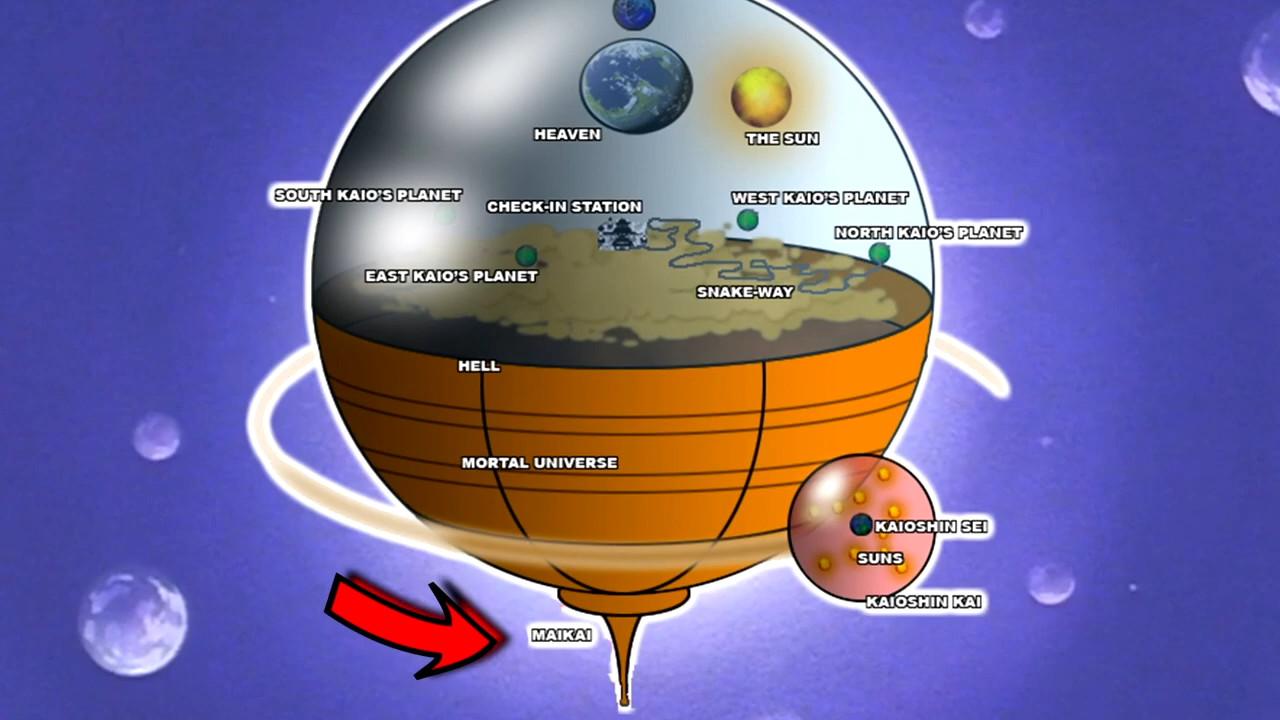 HEAVEN
THE SUN
SOUTH KAIO'S PLANET
WEST KAIO'S PLANET
CHECK-IN STATION
NORTH KAIO'S PLANET
EAST KAIO'S PLANET
SNAKE-WAY
HELL
MORTAL UNIVERSE
KAIOSHIN SEI
SUNS
KAIOSHIN KAI
MAIKAI